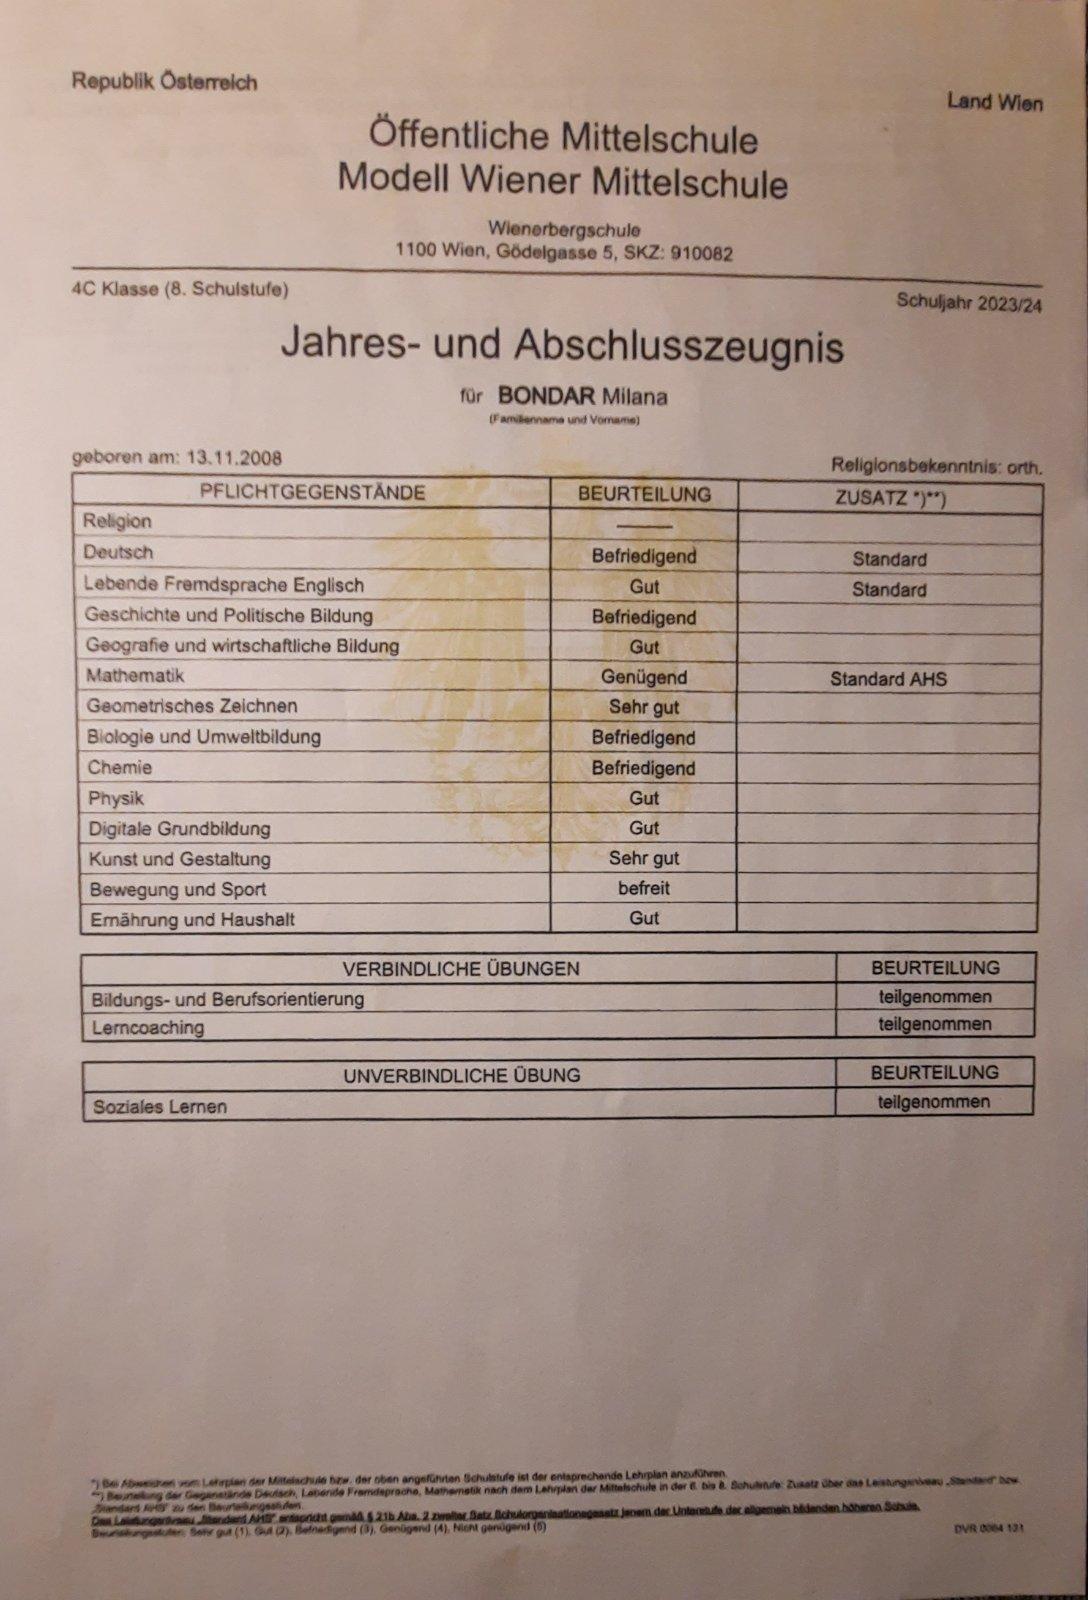 Republik Österreich
Land Wien
Öffentliche Mittelschule
Modell Wiener Mittelschule
Wienerbergschule
1100 Wien, Gödelgasse 5, SKZ: 910082
4C Klasse (8. Schulstufe)
Schuljahr 2023/24
Jahres- und Abschlusszeugnis
für BONDAR Milana
(Familienname und Vorname)
geboren am: 13.11.2008
Religionsbekenntnis: orth.
PFLICHTGEGENSTÄNDE BEURTEILUNG ZUSATZ *)**)
Religion
Deutsch Befriedigend Standard
Lebende Fremdsprache Englisch Gut Standard
Geschichte und Politische Bildung Befriedigend
Geografie und wirtschaftliche Bildung Gut
Mathematik Genügend Standard AHS
Geometrisches Zeichnen Sehr gut
Biologie und Umweltbildung Befriedigend
Chemie Befriedigend
Physik Gut
Digitale Grundbildung Gut
Kunst und Gestaltung Sehr gut
Bewegung und Sport befreit
Ernährung und Haushalt Gut
VERBINDLICHE ÜBUNGEN BEURTEILUNG
Bildungs- und Berufsorientierung teilgenommen
Lerncoaching teilgenommen
UNVERBINDLICHE ÜBUNG BEURTEILUNG
Soziales Lernen teilgenommen
*) Bei Abweichen vom Lehrplan der Mittelschule bzw. der oben angeführten Schulstufe ist der entsprechende Lehrplan anzuführen.
**) Beurteilung der Gegenstände Deutsch, Lebende Fremdsprache, Mathematik nach dem Lehrplan der Mittelschule in der 6. bis 8. Schulstufe: Zusatz über das Leistungsniveau „Standard" bzw.
„Standard AHS" zu den Beurteilungsstufen.
Das Leistungsniveau „Standard AHS" entspricht gemäß § 21b Abs. 2 zweiter Satz Schulorganisationsgesetz jenem der Unterstufe der allgemein bildenden höheren Schule.
Beurteilungsstufen: Sehr gut (1), Gut (2), Befriedigend (3), Genügend (4), Nicht genügend (5)
DVR 0064 131